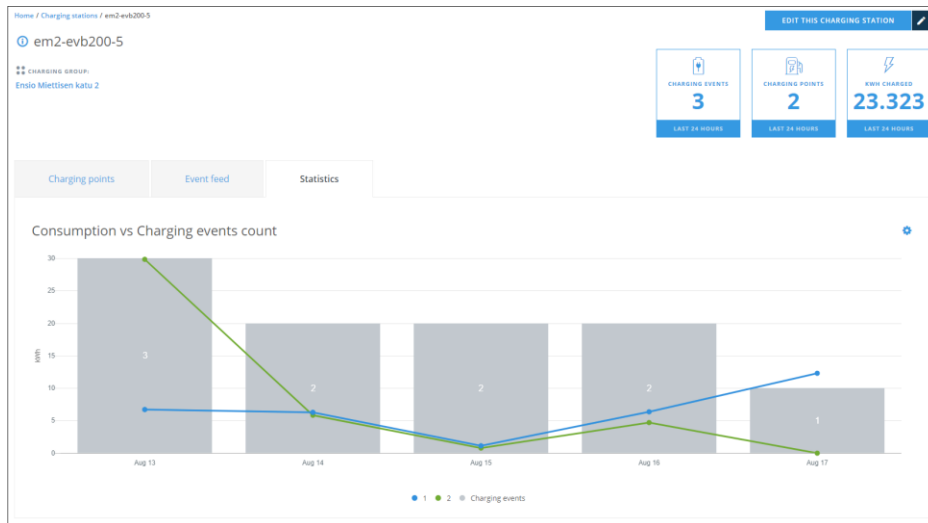 Home / Charging stations / em2-evb200-5
EDIT THIS CHARGING STATION
em2-evb200-5
CHARGING GROUP:
Ensio Miettisen katu 2
CHARGING EVENTS
3
LAST 24 HOURS
CHARGING POINTS
2
LAST 24 HOURS
KWH CHARGED
23.323
LAST 24 HOURS
Charging points
Event feed
Statistics
Consumption vs Charging events count
kWh
30
25
20
15
10
5
0
3
2
2
2
1
Aug 13
Aug 14
Aug 15
Aug 16
Aug 17
1 2 Charging events